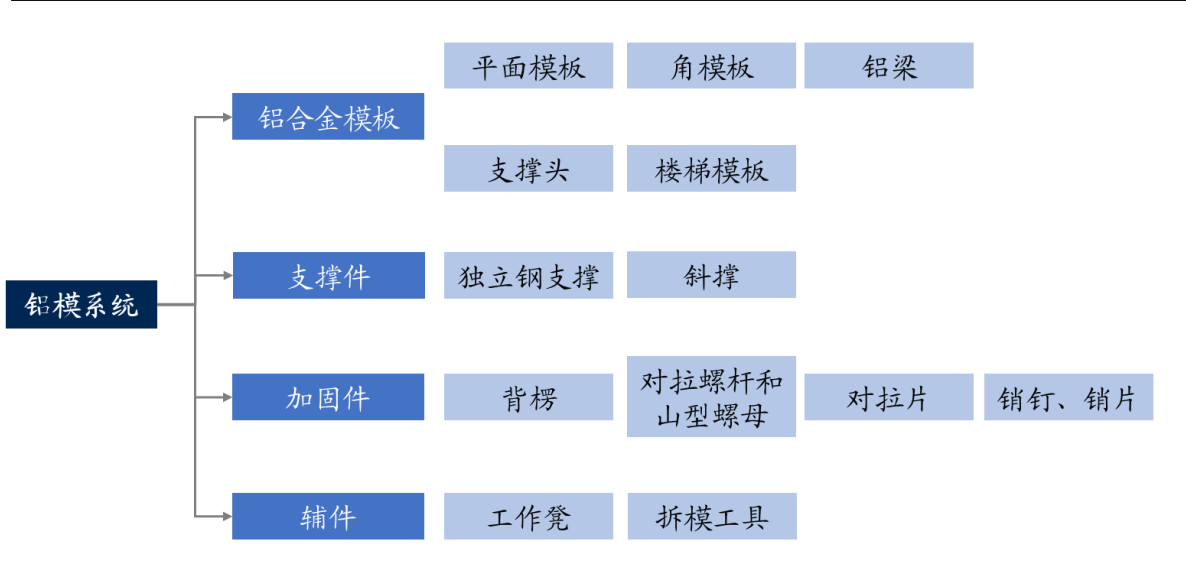 平面模板
角模板
铝梁
铝合金模板
支撑头
楼梯模板
支撑件
独立钢支撑
斜撑
铝模系统
加固件
背楞
对拉螺杆和
山型螺母
对拉片
销钉、销片
辅件
工作凳
拆模工具